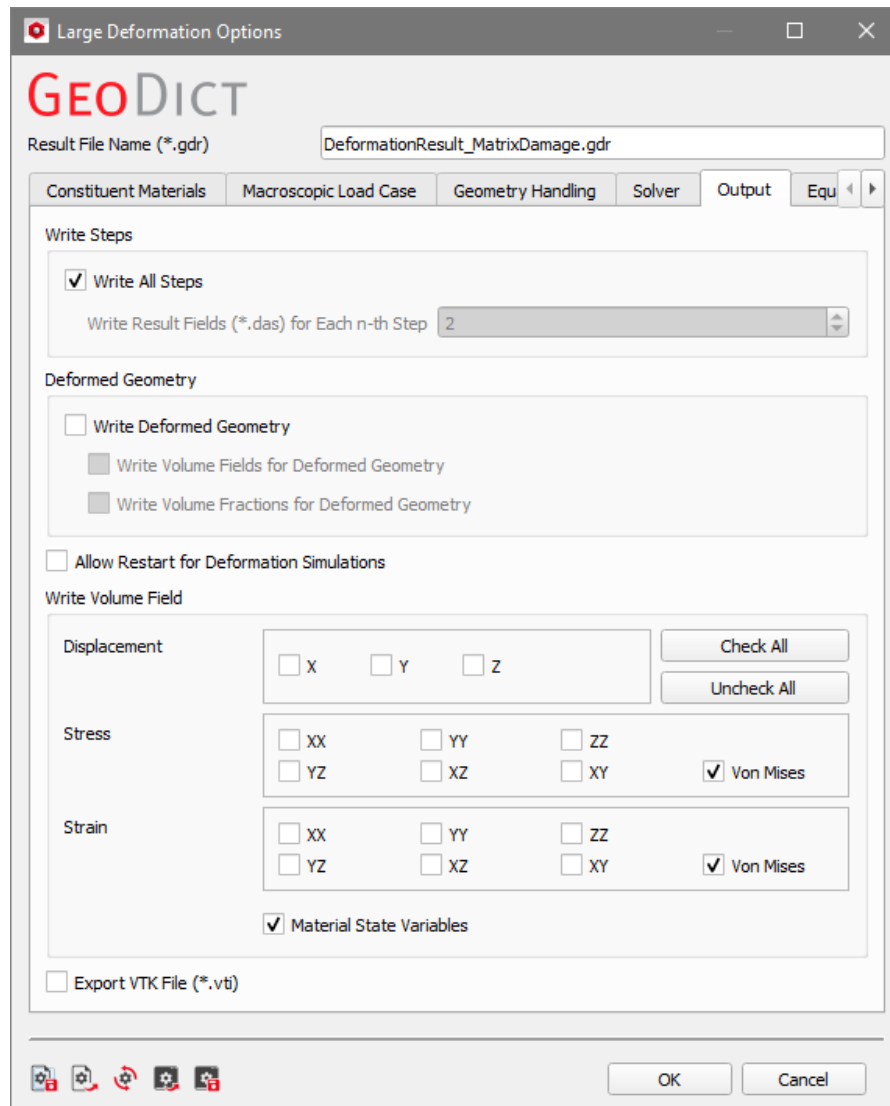 Large Deformation Options
GEODICT
Result File Name (*.gdr) DeformationResult_MatrixDamage.gdr
Constituent Materials Macroscopic Load Case Geometry Handling Solver Output Equ
Write Steps
Write All Steps
Write Result Fields (*.das) for Each n-th Step 2
Deformed Geometry
Write Deformed Geometry
Write Volume Fields for Deformed Geometry
Write Volume Fractions for Deformed Geometry
Allow Restart for Deformation Simulations
Write Volume Field
Displacement X Y Z Check All
Uncheck All
Stress XX YY ZZ
YZ XZ XY Von Mises
Strain XX YY ZZ
YZ XZ XY Von Mises
Material State Variables
Export VTK File (*.vti)
OK Cancel